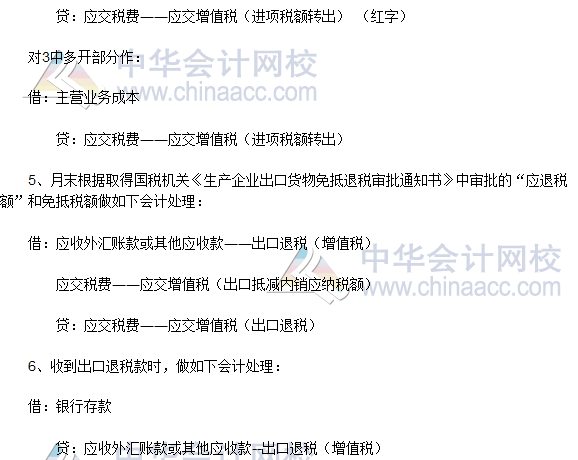 贷：应交税费——应交增值税（进项税额转出） （红字）
对3中多开部分作：
中华会计网校
www.chinaacc.com
借：主营业务成本
贷：应交税费——应交增值税（进项税额转出）
5、月末根据取得国税机关《生产企业出口货物免抵退税审批通知书》中审批的“应退税
额”和免抵税额做如下会计处理：
借：应收外汇账款或其他应收款——出口退税（增值税）
中华会计网校
www.chinaacc.com
应交税费——应交增值税（出口抵减内销应纳税额）
贷：应交税费——应交增值税（出口退税）
6、收到出口退税款时，做如下会计处理：
借：银行存款
贷：应收外汇账款或其他应收款—出口退税（增值税）
中华会计网校